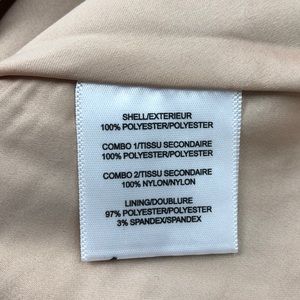 SHELL/EXTERIEUR
100% POLYESTER/POLYESTER
COMBO 1/TISSU SECONDAIRE
100% POLYESTER/POLYESTER
COMBO 2/TISSU SECONDAIRE
100% NYLON/NYLON
LINING/DOUBLURE
97% POLYESTER/POLYESTER
3% SPANDEX/SPANDEX